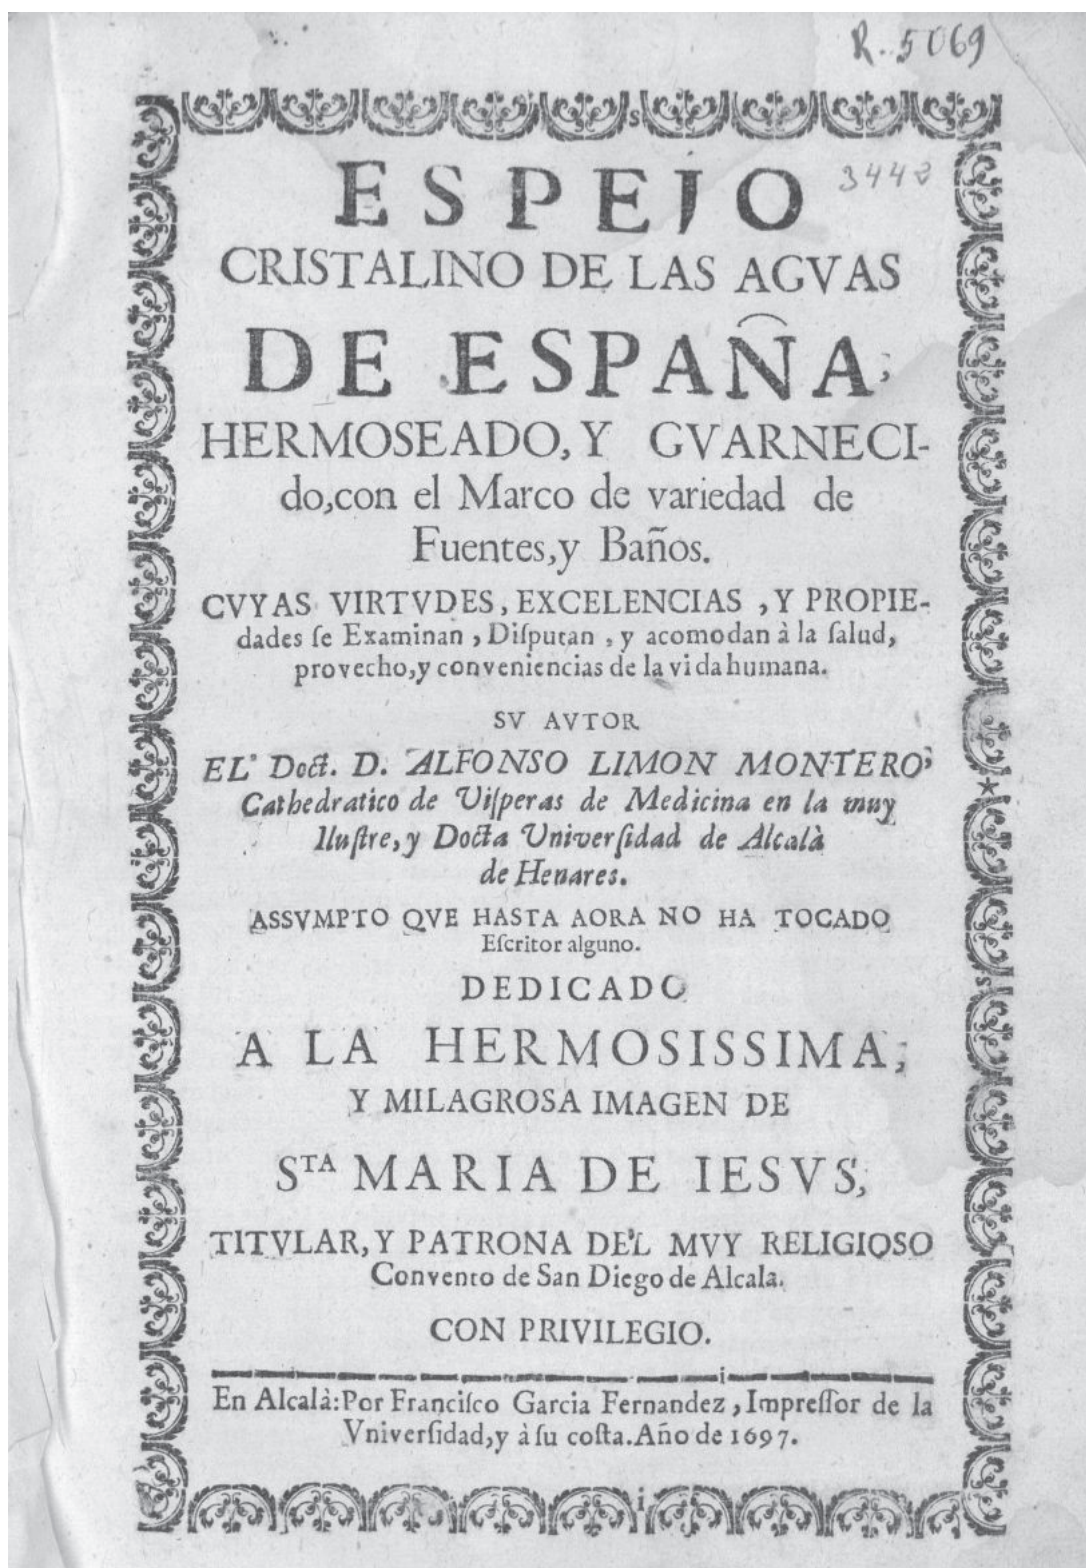 R. 5069
3442
ESPEJO
CRISTALINO DE LAS AGVAS
DE ESPAÑA,
HERMOSEADO, Y GVARNECI-
do, con el Marco de variedad de
Fuentes, y Baños.
CVYAS VIRTVDES, EXCELENCIAS, Y PROPIE-
dades ſe Examinan, Diſputan, y acomodan à la ſalud,
provecho, y conveniencias de la vida humana.
SV AVTOR
EL Doct. D. ALFONSO LIMON MONTERO,
Cathedratico de Viſperas de Medicina en la muy
Iluſtre, y Docta Univerſidad de Alcalà
de Henares.
ASSVMPTO QVE HASTA AORA NO HA TOCADO
Eſcritor alguno.
DEDICADO
A LA HERMOSISSIMA,
Y MILAGROSA IMAGEN DE
STA MARIA DE IESVS,
TITVLAR, Y PATRONA DEL MVY RELIGIOSO
Convento de San Diego de Alcala.
CON PRIVILEGIO.
En Alcalà: Por Franciſco Garcia Fernandez, Impreſſor de la
Vniverſidad, y à ſu coſta. Año de 1697.